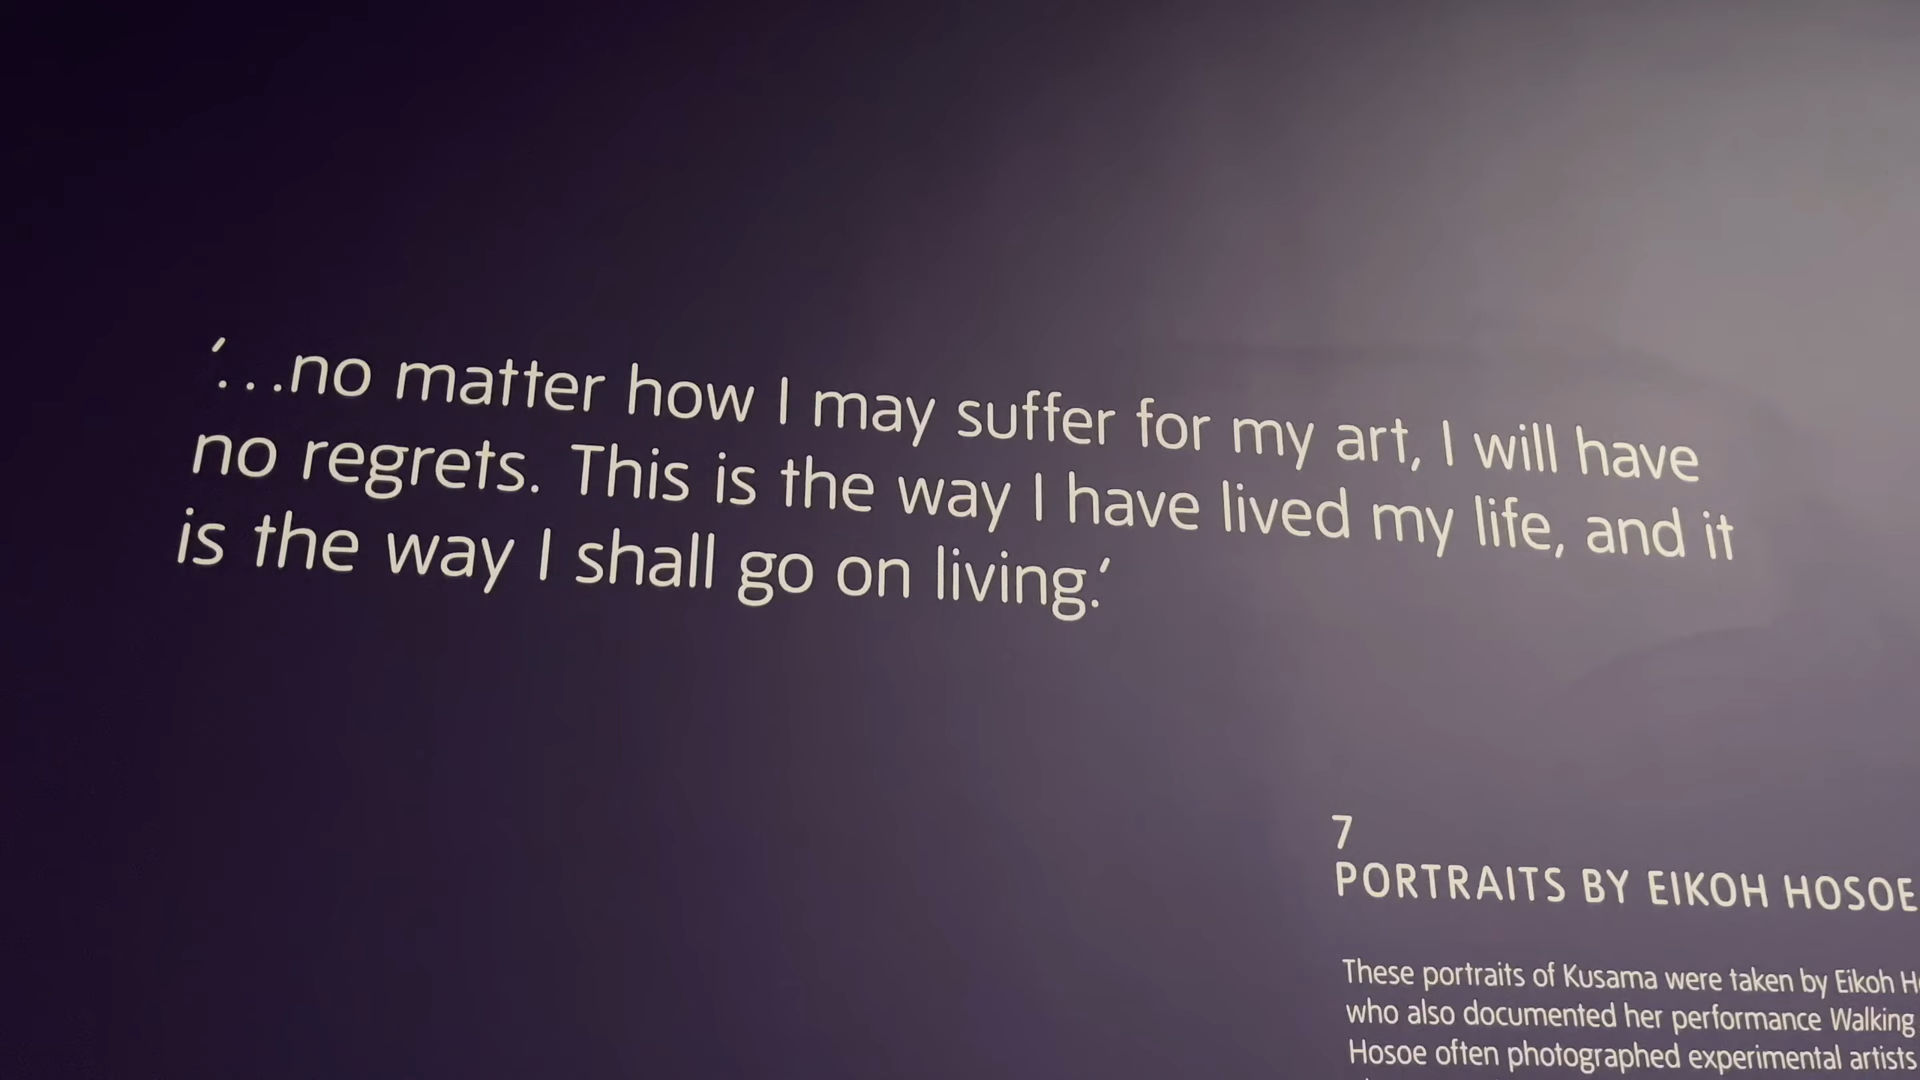 ‘...no matter how I may suffer for my art, I will have
no regrets. This is the way I have lived my life, and it
is the way I shall go on living.’
7
PORTRAITS BY EIKOH HOSOE
These portraits of Kusama were taken by Eikoh
who also documented her performance Walking
Hosoe often photographed experimental artists